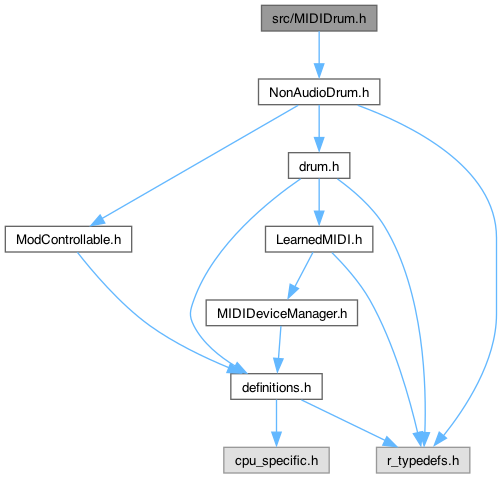 src/MIDIDrum.h
NonAudioDrum.h
drum.h
ModControllable.h
LearnedMIDI.h
MIDIDeviceManager.h
definitions.h
cpu_specific.h
r_typedefs.h